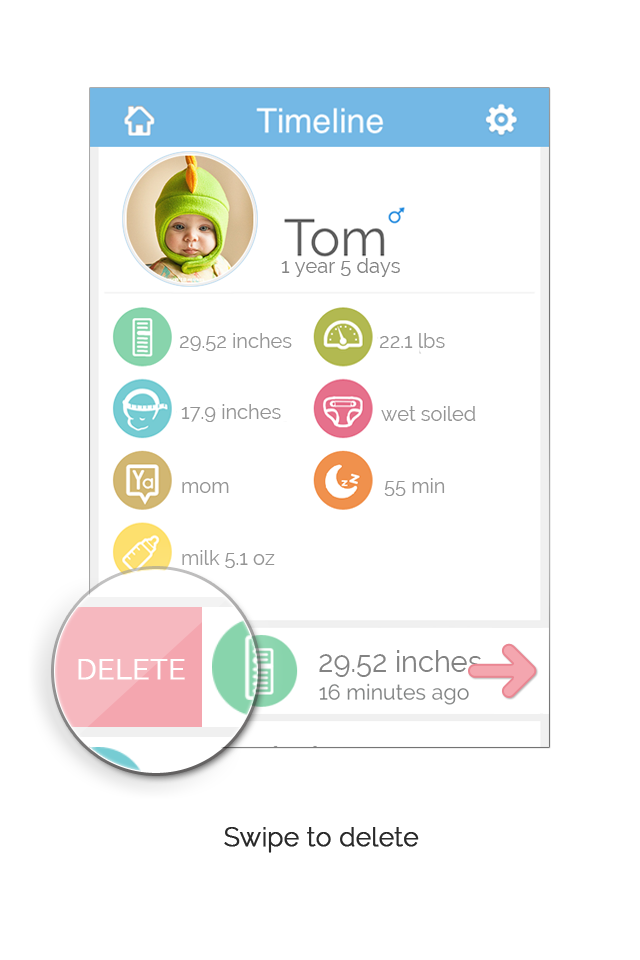 Timeline
Tom
1 year 5 days
29.52 inches
22.1 lbs
17.9 inches
wet soiled
Ya
mom
zz
55 min
milk 5.1 oz
DELETE
29.52 inches
16 minutes ago
Swipe to delete